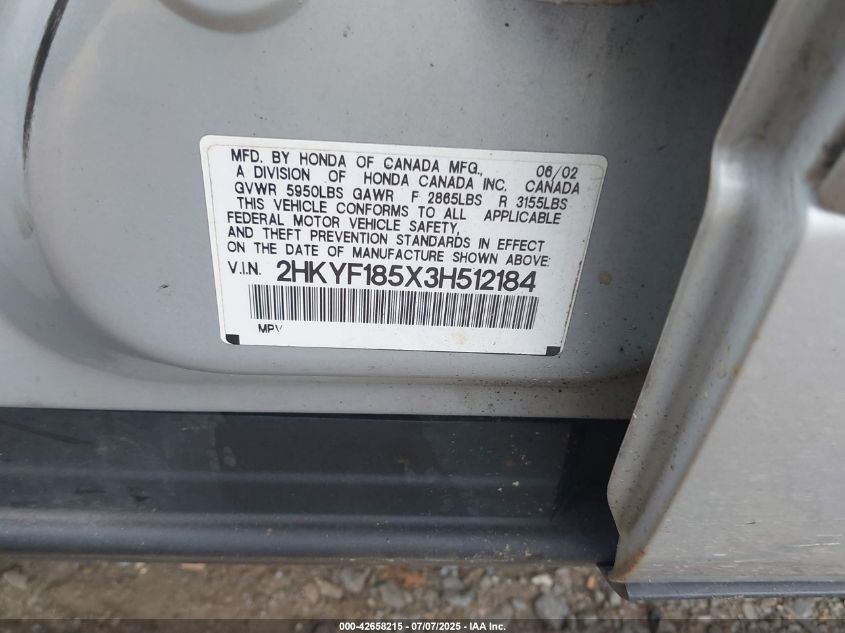 MFD. BY HONDA OF CANADA MFG., 06/02
A DIVISION OF HONDA CANADA INC. CANADA
GVWR 5950LBS GAWR F 2865LBS R 3155LBS
THIS VEHICLE CONFORMS TO ALL APPLICABLE
FEDERAL MOTOR VEHICLE SAFETY,
AND THEFT PREVENTION STANDARDS IN EFFECT
ON THE DATE OF MANUFACTURE SHOWN ABOVE.
V.I.N. 2HKYF185X3H512184
MPV
000-42658215 - 07/07/2025 - IAA Inc.